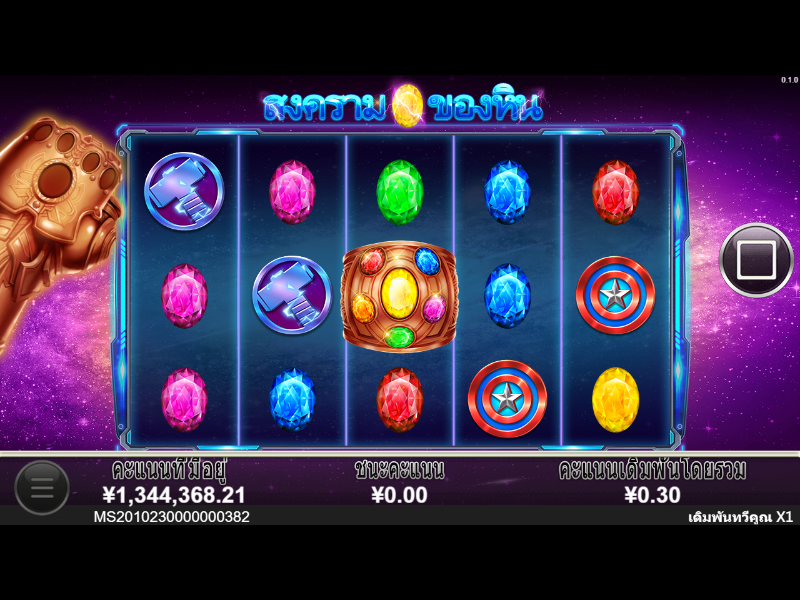 0.1.0
สงคราม ของหิน
คะแนนที่มีอยู่ ชนะคะแนน คะแนนเดิมพันโดยรวม
¥1,344,368.21 ¥0.00 ¥0.30
MS2010230000000382 เดิมพันทวีคูณ X1